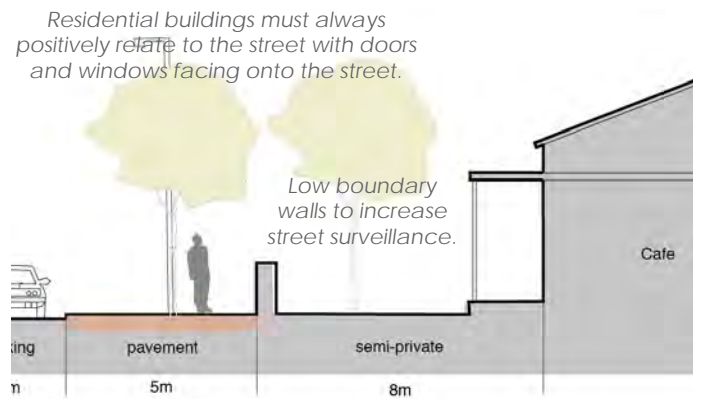 Residential buildings must always
positively relate to the street with doors
and windows facing onto the street.
Low boundary
walls to increase
street surveillance.
Cafe
pavement
semi-private
5m
8m